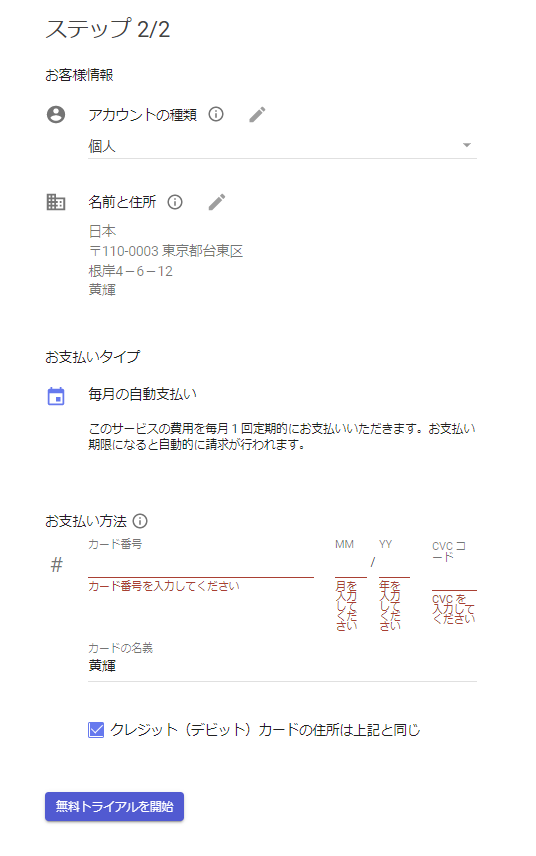 ステップ 2/2
お客様情報
アカウントの種類
個人
名前と住所
日本
〒110-0003 東京都台東区
根岸4－6－12
黄輝
お支払いタイプ
毎月の自動支払い
このサービスの費用を毎月１回定期的にお支払いいただきます。お支払い
期限になると自動的に請求が行われます。
お支払い方法
#
カード番号
カード番号を入力してください
MM
月を
入力
してく
ださ
い
/
YY
年を
入力
してく
ださ
い
CVC コ
ード
CVC を
入力して
ください
カードの名義
黄輝
クレジット（デビット）カードの住所は上記と同じ
無料トライアルを開始